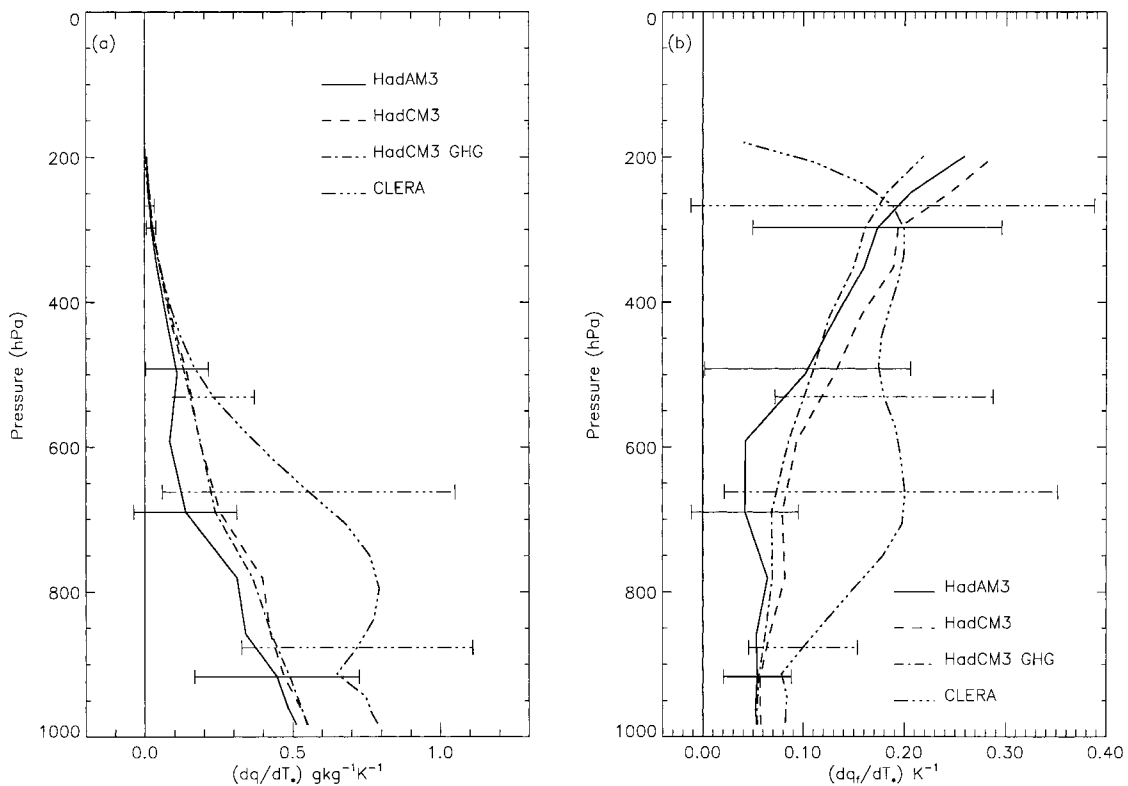 (a)
HadAM3
HadCM3
HadCM3 GHG
CLERA
0
200
400
600
800
1000
Pressure (hPa)
0.0
0.5
1.0
(dq/dT*) gkg⁻¹K⁻¹
(b)
0
200
400
600
800
1000
Pressure (hPa)
HadAM3
HadCM3
HadCM3 GHG
CLERA
0.00
0.10
0.20
0.30
0.40
(dqf/dT*) K⁻¹